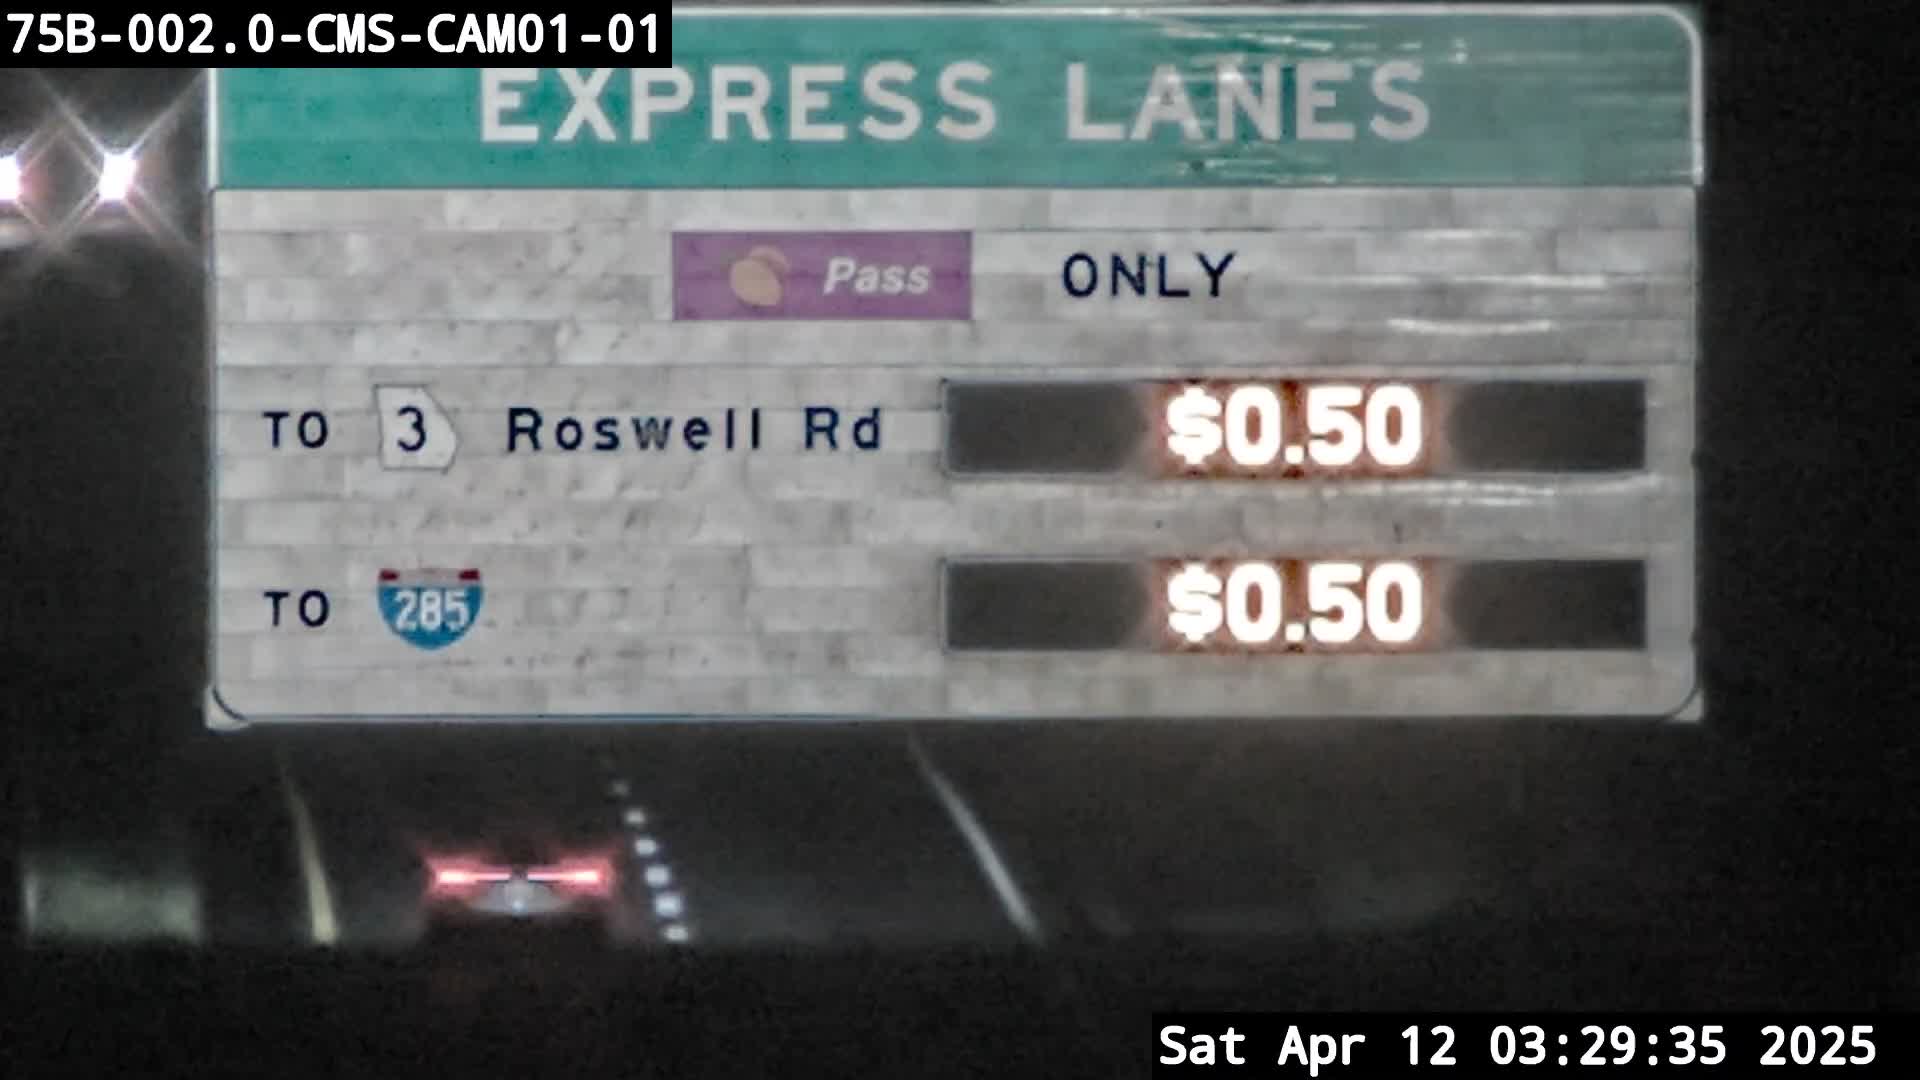 75B-002.0-CMS-CAM01-01
EXPRESS LANES
Pass ONLY
TO 3 Roswell Rd $0.50
TO 285 $0.50
Sat Apr 12 03:29:35 2025